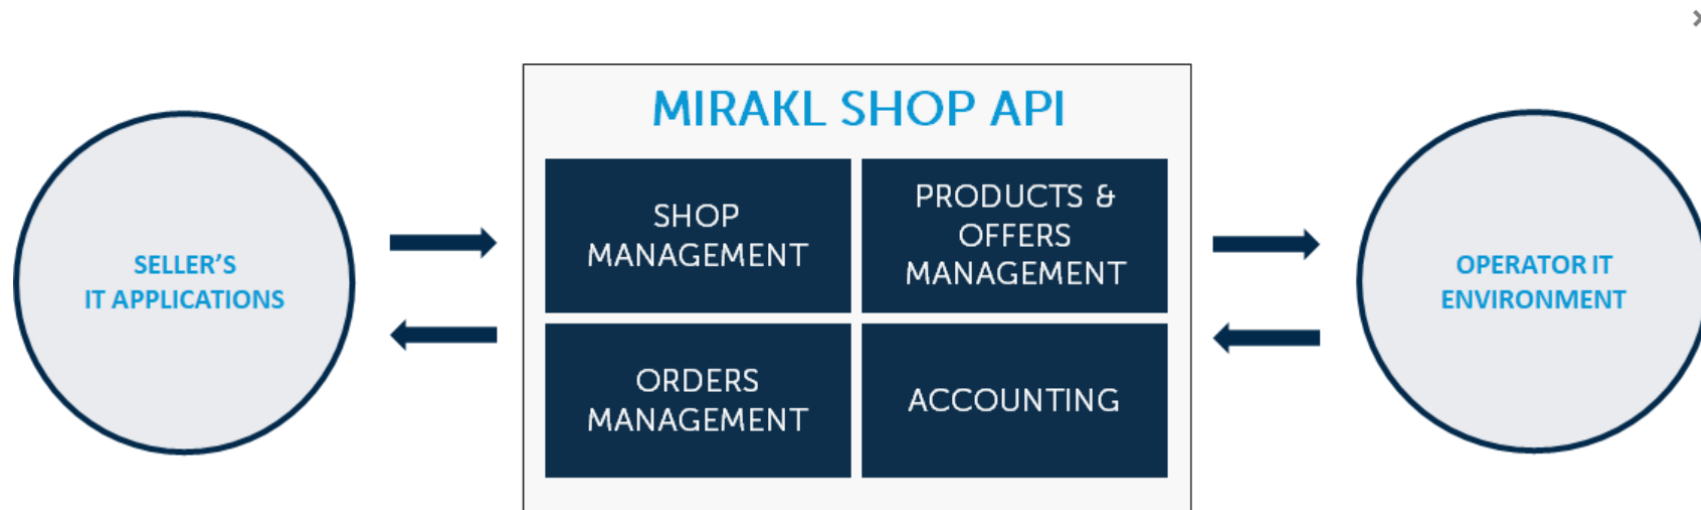 MIRAKL SHOP API
SELLER'S
IT APPLICATIONS
SHOP
MANAGEMENT
PRODUCTS &
OFFERS
MANAGEMENT
ORDERS
MANAGEMENT
ACCOUNTING
OPERATOR IT
ENVIRONMENT